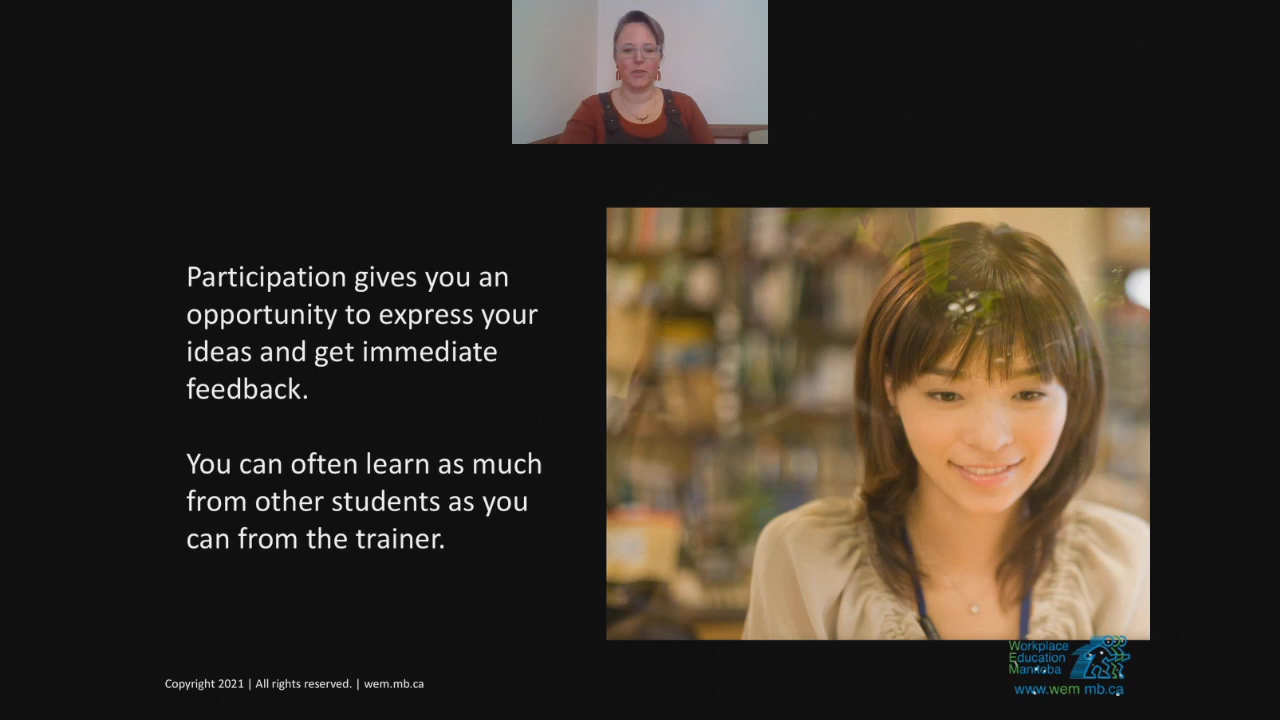 Participation gives you an
opportunity to express your
ideas and get immediate
feedback.
You can often learn as much
from other students as you
can from the trainer.
Copyright 2021 | All rights reserved. | wem.mb.ca
Workplace
Education
Manitoba
www.wem mb.ca